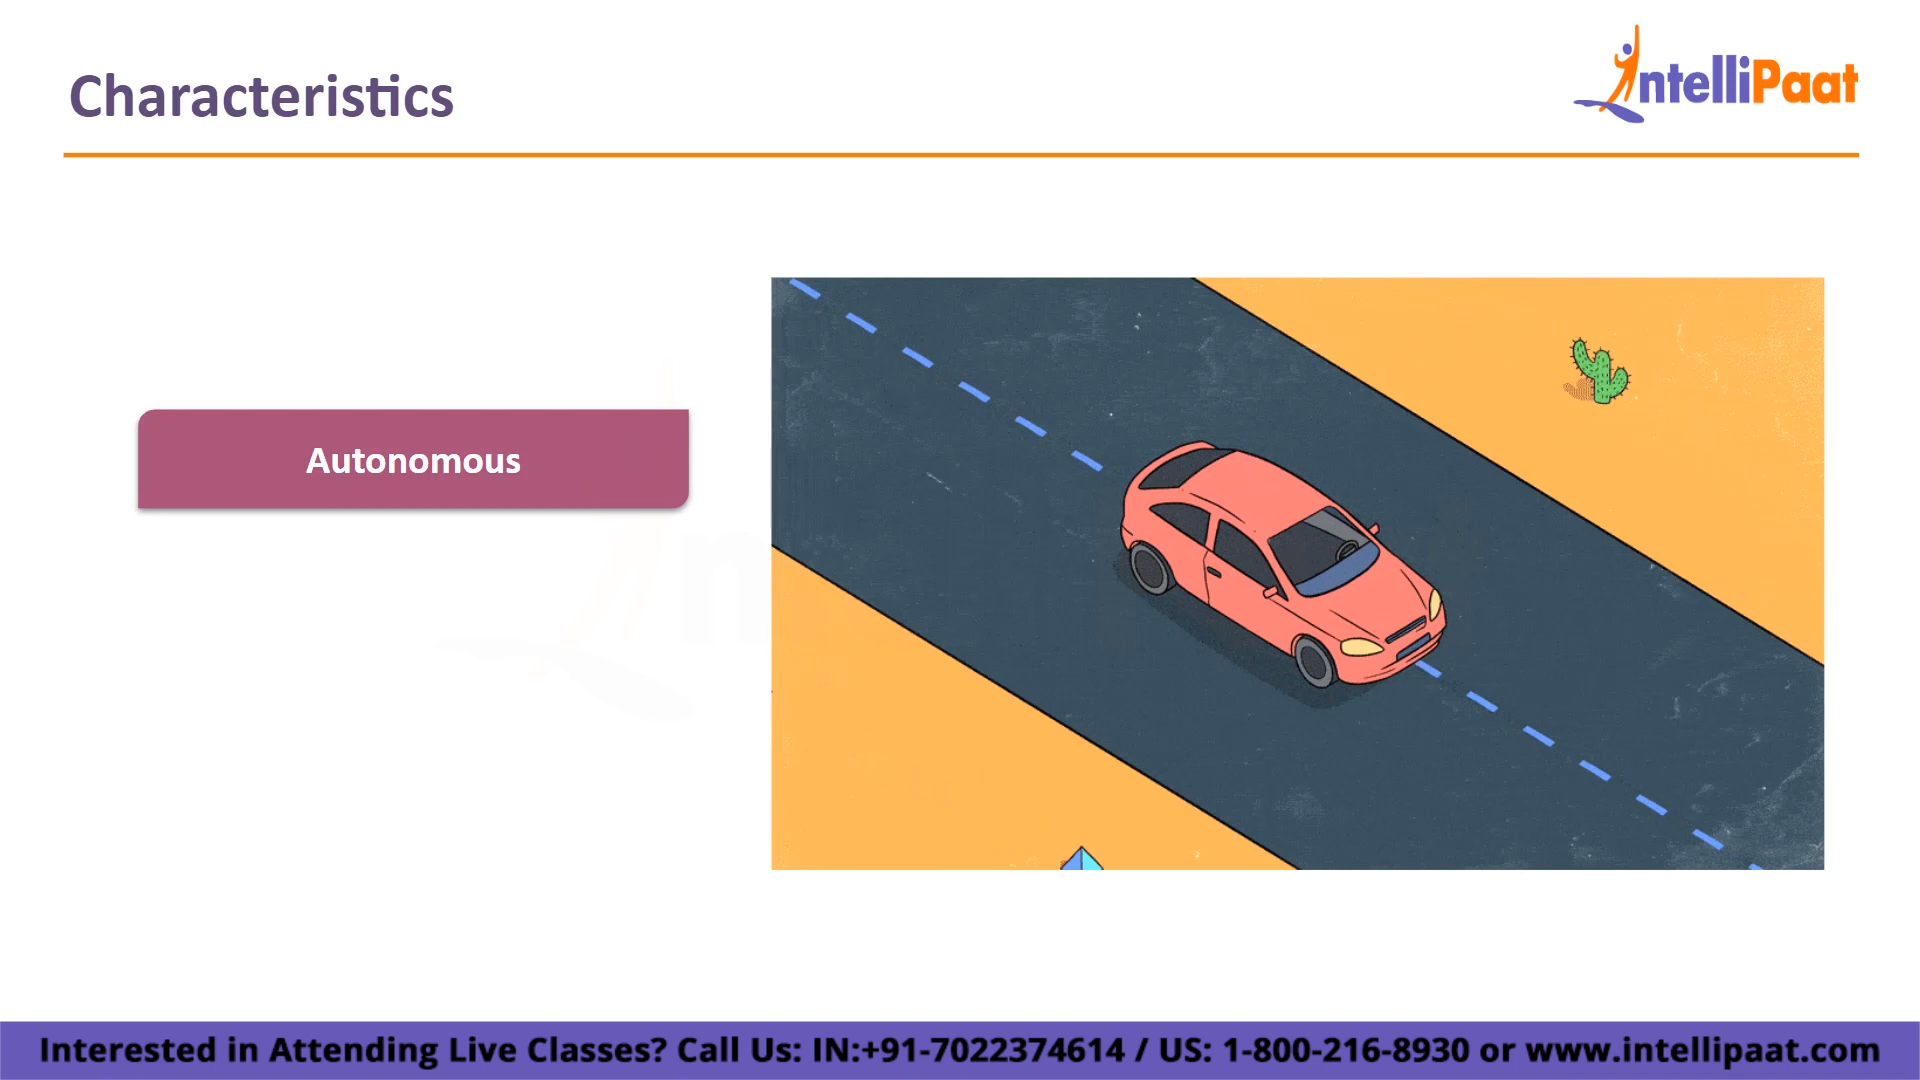 Characteristics
IntelliPaat
Autonomous
Interested in Attending Live Classes? Call Us: IN:+91-7022374614 / US: 1-800-216-8930 or www.intellipaat.com